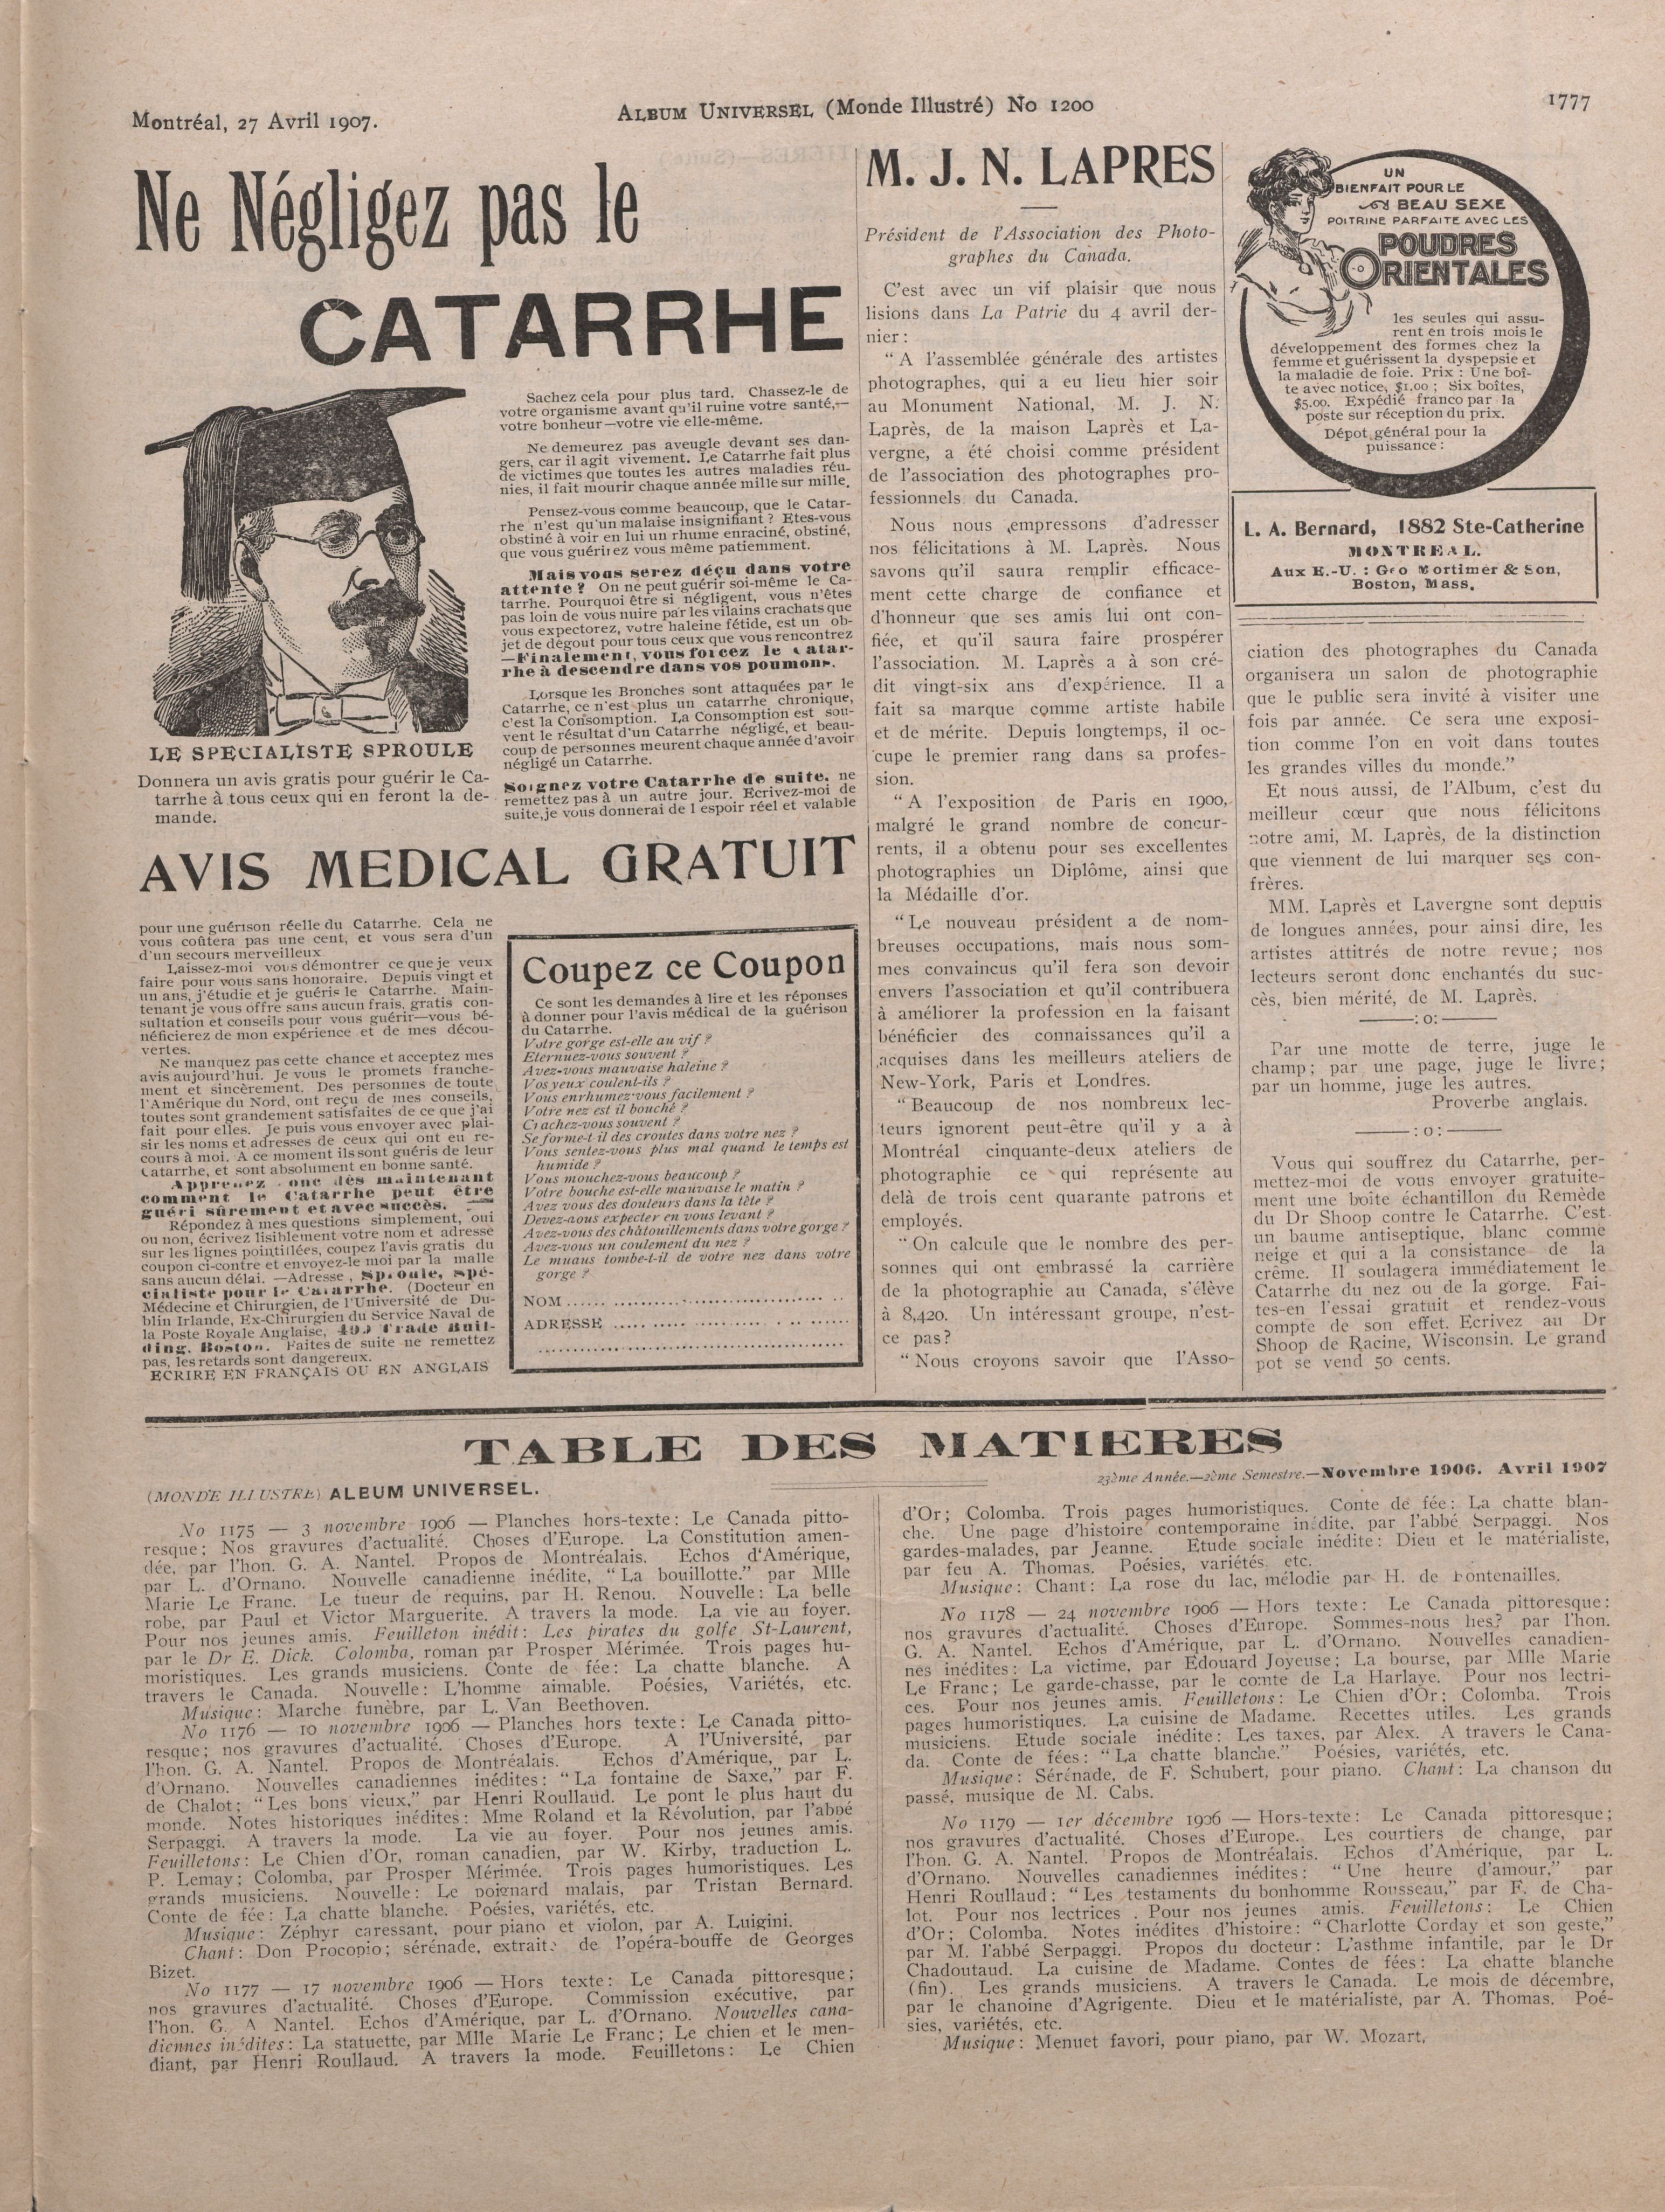 Montréal, 27 Avril 1907.
ALBUM UNIVERSEL (Monde Illustré) No 1200
1777
Ne Négligez pas le
CATARRHE
LE SPECIALISTE SPROULE
Donnera un avis gratis pour guérir le Ca-
tarrhe à tous ceux qui en feront la de-
mande.
Sachez cela pour plus tard. Chassez-le de
votre organisme avant qu'il ruine votre santé,—
votre bonheur—votre vie elle-même.
Ne demeurez pas aveugle devant ses dan-
gers, car il agit vivement. Le Catarrhe fait plus
de victimes que toutes les autres maladies réu-
nies, il fait mourir chaque année mille sur mille.
Pensez-vous comme beaucoup, que le Catar-
rhe n'est qu'un malaise insignifiant? Etes-vous
obstiné à voir en lui un rhume enraciné, obstiné,
que vous guérirez vous même patiemment.
Mais vous serez déçu dans votre
attente? On ne peut guérir soi-même le Ca-
tarrhe. Pourquoi être si négligent, vous n'êtes
pas loin de vous nuire par les vilains crachats que
vous expectorez, votre haleine fétide, est un ob-
jet de dégout pour tous ceux que vous rencontrez
—Finalement, vous forcez le Catar-
rhe à descendre dans vos poumons.
Lorsque les Bronches sont attaquées par le
Catarrhe, ce n'est plus un catarrhe chronique,
c'est la Consomption. La Consomption est sou-
vent le résultat d'un Catarrhe négligé, et beau-
coup de personnes meurent chaque année d'avoir
négligé un Catarrhe.
Soignez votre Catarrhe de suite, ne
remettez pas à un autre jour. Ecrivez-moi de
suite, je vous donnerai de l espoir réel et valable
AVIS MEDICAL GRATUIT
pour une guérison réelle du Catarrhe. Cela ne
vous coûtera pas une cent, et vous sera d'un
d'un secours merveilleux
Laissez-moi vous démontrer ce que je veux
faire pour vous sans honoraire. Depuis vingt et
un ans, j'étudie et je guéris le Catarrhe. Main-
tenant je vous offre sans aucun frais, gratis con-
sultation et conseils pour vous guérir—vous bé-
néficierez de mon expérience et de mes décou-
vertes.
Ne manquez pas cette chance et acceptez mes
avis aujourd'hui. Je vous le promets franche-
ment et sincèrement. Des personnes de toute
l'Amérique du Nord, ont reçu de mes conseils,
toutes sont grandement satisfaites de ce que j'ai
fait pour elles. Je puis vous envoyer avec plai-
sir les noms et adresses de ceux qui ont eu re-
cours à moi. A ce moment ils sont guéris de leur
Catarrhe, et sont absolument en bonne santé.
Apprenez onc dès maintenant
comment le Catarrhe peut être
guéri sûrement et avec succès.
Répondez à mes questions simplement, oui
ou non, écrivez lisiblement votre nom et adresse
sur les lignes pointillées, coupez l'avis gratis du
coupon ci-contre et envoyez-le moi par la malle
sans aucun délai. —Adresse, Sproule, Spé-
cialiste pour le Catarrhe. (Docteur en
Médecine et Chirurgien, de l'Université de Du-
blin Irlande, Ex-Chirurgien du Service Naval de
la Poste Royale Anglaise, Trade Buil-
ding, Boston. Faites de suite ne remettez
pas, les retards sont dangereux.
ECRIRE EN FRANÇAIS OU EN ANGLAIS
Coupez ce Coupon
Ce sont les demandes à lire et les réponses
à donner pour l'avis médical de la guérison
du Catarrhe.
Votre gorge est-elle au vif?
Eternuez-vous souvent?
Avez-vous mauvaise haleine?
Vos yeux coulent-ils?
Vous enrhumez-vous facilement?
Votre nez est il bouché?
Crachez-vous souvent?
Se forme-t il des croutes dans votre nez?
Vous sentez-vous plus mal quand le temps est
humide?
Vous mouchez-vous beaucoup?
Votre bouche est-elle mauvaise le matin?
Avez vous des douleurs dans la tête?
Devez-nous expecter en vous levant?
Avez-vous des châtouillements dans votre gorge?
Avez-vous un coulement du nez?
Le muaus tombe-t-il de votre nez dans votre
gorge?
NOM
ADRESSE
M. J. N. LAPRES
Président de l'Association des Photo-
graphes du Canada.
C'est avec un vif plaisir que nous
lisions dans La Patrie du 4 avril der-
nier:
"A l'assemblée générale des artistes
photographes, qui a eu lieu hier soir
au Monument National, M. J. N.
Laprès, de la maison Laprès et La-
vergne, a été choisi comme président
de l'association des photographes pro-
fessionnels du Canada.
Nous nous empressons d'adresser
nos félicitations à M. Laprès. Nous
savons qu'il saura remplir efficace-
ment cette charge de confiance et
d'honneur que ses amis lui ont con-
fiée, et qu'il saura faire prospérer
l'association. M. Laprès a à son cré-
dit vingt-six ans d'expérience. Il a
fait sa marque comme artiste habile
et de mérite. Depuis longtemps, il oc-
cupe le premier rang dans sa profes-
sion.
"A l'exposition de Paris en 1900,
malgré le grand nombre de concur-
rents, il a obtenu pour ses excellentes
photographies un Diplôme, ainsi que
la Médaille d'or.
"Le nouveau président a de nom-
breuses occupations, mais nous som-
mes convaincus qu'il fera son devoir
envers l'association et qu'il contribuera
à améliorer la profession en la faisant
bénéficier des connaissances qu'il a
acquises dans les meilleurs ateliers de
New-York, Paris et Londres.
"Beaucoup de nos nombreux lec-
teurs ignorent peut-être qu'il y a à
Montréal cinquante-deux ateliers de
photographie ce qui représente au
delà de trois cent quarante patrons et
employés.
"On calcule que le nombre des per-
sonnes qui ont embrassé la carrière
de la photographie au Canada, s'élève
à 8,420. Un intéressant groupe, n'est-
ce pas?
"Nous croyons savoir que l'Asso-
UN
BIENFAIT POUR LE
BEAU SEXE
POITRINE PARFAITE AVEC LES
POUDRES
ORIENTALES
les seules qui assu-
rent en trois mois le
développement des formes chez la
femme et guérissent la dyspepsie et
la maladie de foie. Prix: Une boî-
te avec notice, $1.00; Six boîtes,
$5.00. Expédié franco par la
poste sur réception du prix.
Dépot général pour la
puissance:
L. A. Bernard, 1882 Ste-Catherine
MONTREAL.
Aux E.-U.: Geo Mortimer & Son,
Boston, Mass.
ciation des photographes du Canada
organisera un salon de photographie
que le public sera invité à visiter une
fois par année. Ce sera une exposi-
tion comme l'on en voit dans toutes
les grandes villes du monde."
Et nous aussi, de l'Album, c'est du
meilleur cœur que nous félicitons
notre ami, M. Laprès, de la distinction
que viennent de lui marquer ses con-
frères.
MM. Laprès et Lavergne sont depuis
de longues années, pour ainsi dire, les
artistes attitrés de notre revue; nos
lecteurs seront donc enchantés du suc-
cès, bien mérité, de M. Laprès.
——:o:——
Par une motte de terre, juge le
champ; par une page, juge le livre;
par un homme, juge les autres.
Proverbe anglais.
——:o:——
Vous qui souffrez du Catarrhe, per-
mettez-moi de vous envoyer gratuite-
ment une boîte échantillon du Remède
du Dr Shoop contre le Catarrhe. C'est
un baume antiseptique, blanc comme
neige et qui a la consistance de la
crême. Il soulagera immédiatement le
Catarrhe du nez ou de la gorge. Fai-
tes-en l'essai gratuit et rendez-vous
compte de son effet. Ecrivez au Dr
Shoop de Racine, Wisconsin. Le grand
pot se vend 50 cents.
TABLE DES MATIERES
23ème Année.—2ème Semestre.—Novembre 1906. Avril 1907
(MONDE ILLUSTRE) ALBUM UNIVERSEL.
No 1175 — 3 novembre 1906 — Planches hors-texte: Le Canada pitto-
resque; Nos gravures d'actualité. Choses d'Europe. La Constitution amen-
dée, par l'hon. G. A. Nantel. Propos de Montréalais. Echos d'Amérique,
par L. d'Ornano. Nouvelle canadienne inédite, "La bouillotte." par Mlle
Marie Le Franc. Le tueur de requins, par H. Renou. Nouvelle: La belle
robe, par Paul et Victor Marguerite. A travers la mode. La vie au foyer.
Pour nos jeunes amis. Feuilleton inédit: Les pirates du golfe St-Laurent,
par le Dr E. Dick. Colomba, roman par Prosper Mérimée. Trois pages hu-
moristiques. Les grands musiciens. Conte de fée: La chatte blanche. A
travers le Canada. Nouvelle: L'homme aimable. Poésies, Variétés, etc.
Musique: Marche funèbre, par L. Van Beethoven.
No 1176 — 10 novembre 1906 — Planches hors texte: Le Canada pitto-
resque; nos gravures d'actualité. Choses d'Europe. A l'Université, par
l'hon. G. A. Nantel. Propos de Montréalais. Echos d'Amérique, par L.
d'Ornano. Nouvelles canadiennes inédites: "La fontaine de Saxe," par F.
de Chalot; "Les bons vieux," par Henri Roullaud. Le pont le plus haut du
monde. Notes historiques inédites: Mme Roland et la Révolution, par l'abbé
Serpaggi. A travers la mode. La vie au foyer. Pour nos jeunes amis.
Feuilletons: Le Chien d'Or, roman canadien, par W. Kirby, traduction L.
P. Lemay; Colomba, par Prosper Mérimée. Trois pages humoristiques. Les
grands musiciens. Nouvelle: Le poignard malais, par Tristan Bernard.
Conte de fée: La chatte blanche. Poésies, variétés, etc.
Musique: Zéphyr caressant, pour piano et violon, par A. Luigini.
Chant: Don Procopio; sérénade, extraite de l'opéra-bouffe de Georges
Bizet.
No 1177 — 17 novembre 1906 — Hors texte: Le Canada pittoresque;
nos gravures d'actualité. Choses d'Europe. Commission exécutive, par
l'hon. G. A Nantel. Echos d'Amérique, par L. d'Ornano. Nouvelles cana-
diennes inédites: La statuette, par Mlle Marie Le Franc; Le chien et le men-
diant, par Henri Roullaud. A travers la mode. Feuilletons: Le Chien
d'Or; Colomba. Trois pages humoristiques. Conte de fée: La chatte blan-
che. Une page d'histoire contemporaine inédite, par l'abbé Serpaggi. Nos
gardes-malades, par Jeanne. Etude sociale inédite: Dieu et le matérialiste,
par feu A. Thomas. Poésies, variétés, etc.
Musique: Chant: La rose du lac, mélodie par H. de Fontenailles.
No 1178 — 24 novembre 1906 — Hors texte: Le Canada pittoresque:
nos gravures d'actualité. Choses d'Europe. Sommes-nous liés? par l'hon.
G. A. Nantel. Echos d'Amérique, par L. d'Ornano. Nouvelles canadien-
nes inédites: La victime, par Edouard Joyeuse; La bourse, par Mlle Marie
Le Franc; Le garde-chasse, par le comte de La Harlaye. Pour nos lectri-
ces. Pour nos jeunes amis. Feuilletons: Le Chien d'Or; Colomba. Trois
pages humoristiques. La cuisine de Madame. Recettes utiles. Les grands
musiciens. Etude sociale inédite: Les taxes, par Alex. A travers le Cana-
da. Conte de fées: "La chatte blanche." Poésies, variétés, etc.
Musique: Sérénade, de F. Schubert, pour piano. Chant: La chanson du
passé, musique de M. Cabs.
No 1179 — 1er décembre 1906 — Hors-texte: Le Canada pittoresque;
nos gravures d'actualité. Choses d'Europe. Les courtiers de change, par
l'hon. G. A. Nantel. Propos de Montréalais. Echos d'Amérique, par L.
d'Ornano. Nouvelles canadiennes inédites: "Une heure d'amour," par
Henri Roullaud; "Les testaments du bonhomme Rousseau," par F. de Cha-
lot. Pour nos lectrices. Pour nos jeunes amis. Feuilletons: Le Chien
d'Or; Colomba. Notes inédites d'histoire: "Charlotte Corday et son geste,"
par M. l'abbé Serpaggi. Propos du docteur: L'asthme infantile, par le Dr
Chadoutaud. La cuisine de Madame. Contes de fées: La chatte blanche
(fin). Les grands musiciens. A travers le Canada. Le mois de décembre,
par le chanoine d'Agrigente. Dieu et le matérialiste, par A. Thomas. Poé-
sies, variétés, etc.
Musique: Menuet favori, pour piano, par W. Mozart.